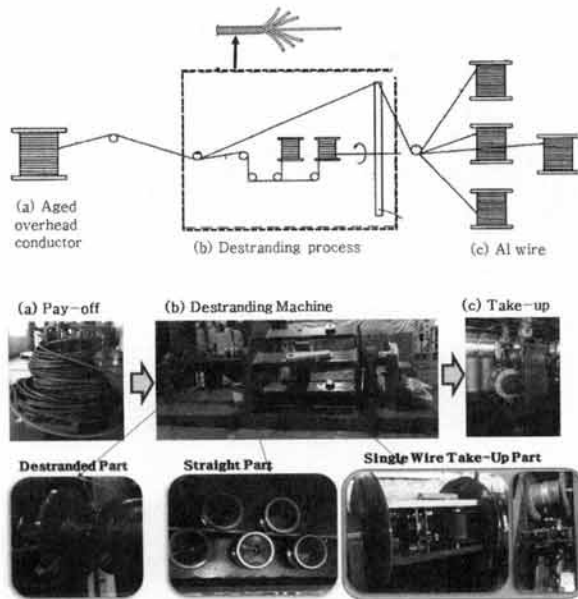 (a) Aged
overhead
conductor
(b) Destranding process
(c) Al wire
(a) Pay-off
(b) Destranding Machine
(c) Take-up
Destranded Part
Straight Part
Single Wire Take-Up Part